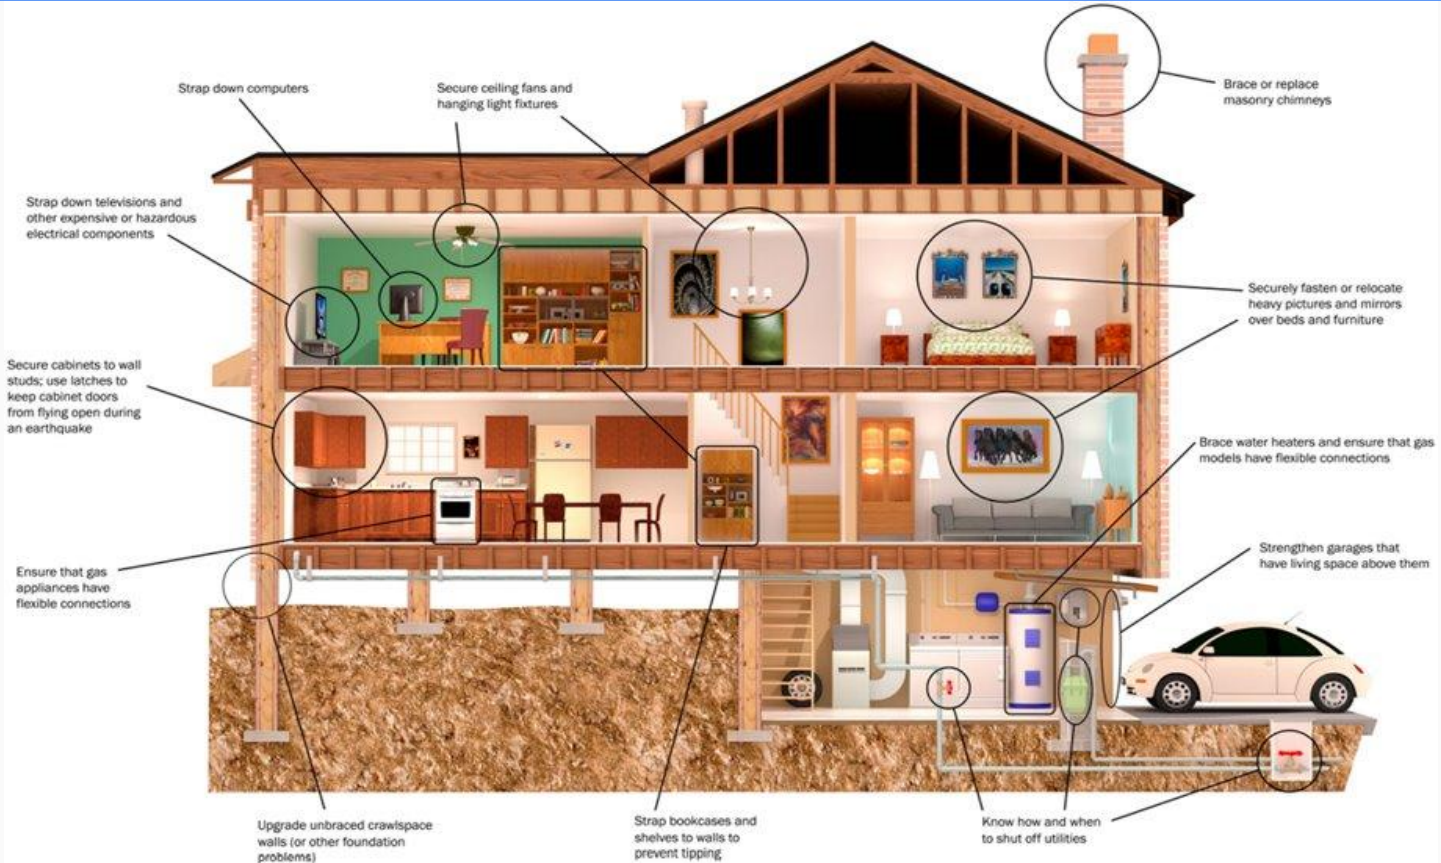 Strap down computers
Secure ceiling fans and
hanging light fixtures
Brace or replace
masonry chimneys
Strap down televisions and
other expensive or hazardous
electrical components
Securely fasten or relocate
heavy pictures and mirrors
over beds and furniture
Secure cabinets to wall
studs; use latches to
keep cabinet doors
from flying open during
an earthquake
Brace water heaters and ensure that gas
models have flexible connections
Ensure that gas
appliances have
flexible connections
Strengthen garages that
have living space above them
Upgrade unbraced crawlspace
walls (or other foundation
problems)
Strap bookcases and
shelves to walls to
prevent tipping
Know how and when
to shut off utilities